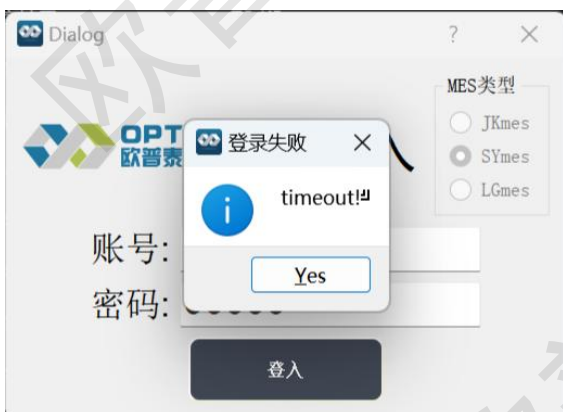 Dialog
MES类型
JKmes
SYmes
LGmes
OPT
欧普泰
登录失败
timeout!
Yes
账号:
密码:
登入